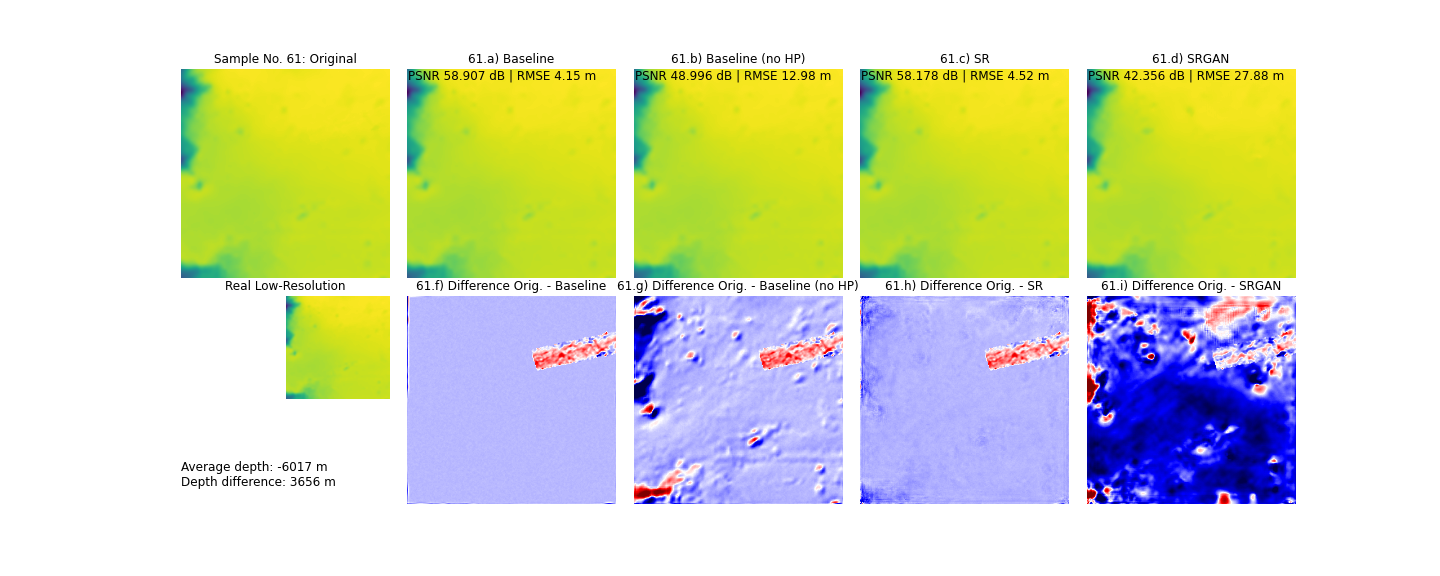 Sample No. 61: Original
61.a) Baseline
61.b) Baseline (no HP)
61.c) SR
61.d) SRGAN
PSNR 58.907 dB | RMSE 4.15 m
PSNR 48.996 dB | RMSE 12.98 m
PSNR 58.178 dB | RMSE 4.52 m
PSNR 42.356 dB | RMSE 27.88 m
Real Low-Resolution
61.f) Difference Orig. - Baseline
61.g) Difference Orig. - Baseline (no HP)
61.h) Difference Orig. - SR
61.i) Difference Orig. - SRGAN
Average depth: -6017 m
Depth difference: 3656 m